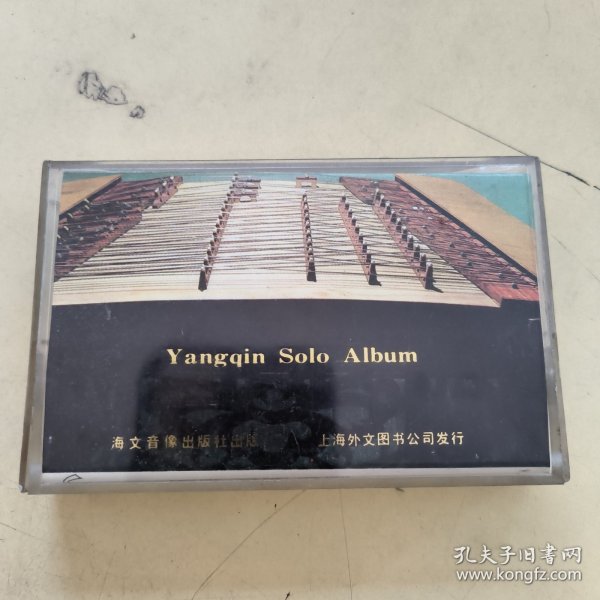 Yangqin Solo Album
海文音像出版社出版 上海外文图书公司发行
孔夫子旧书网
www.kongfz.com